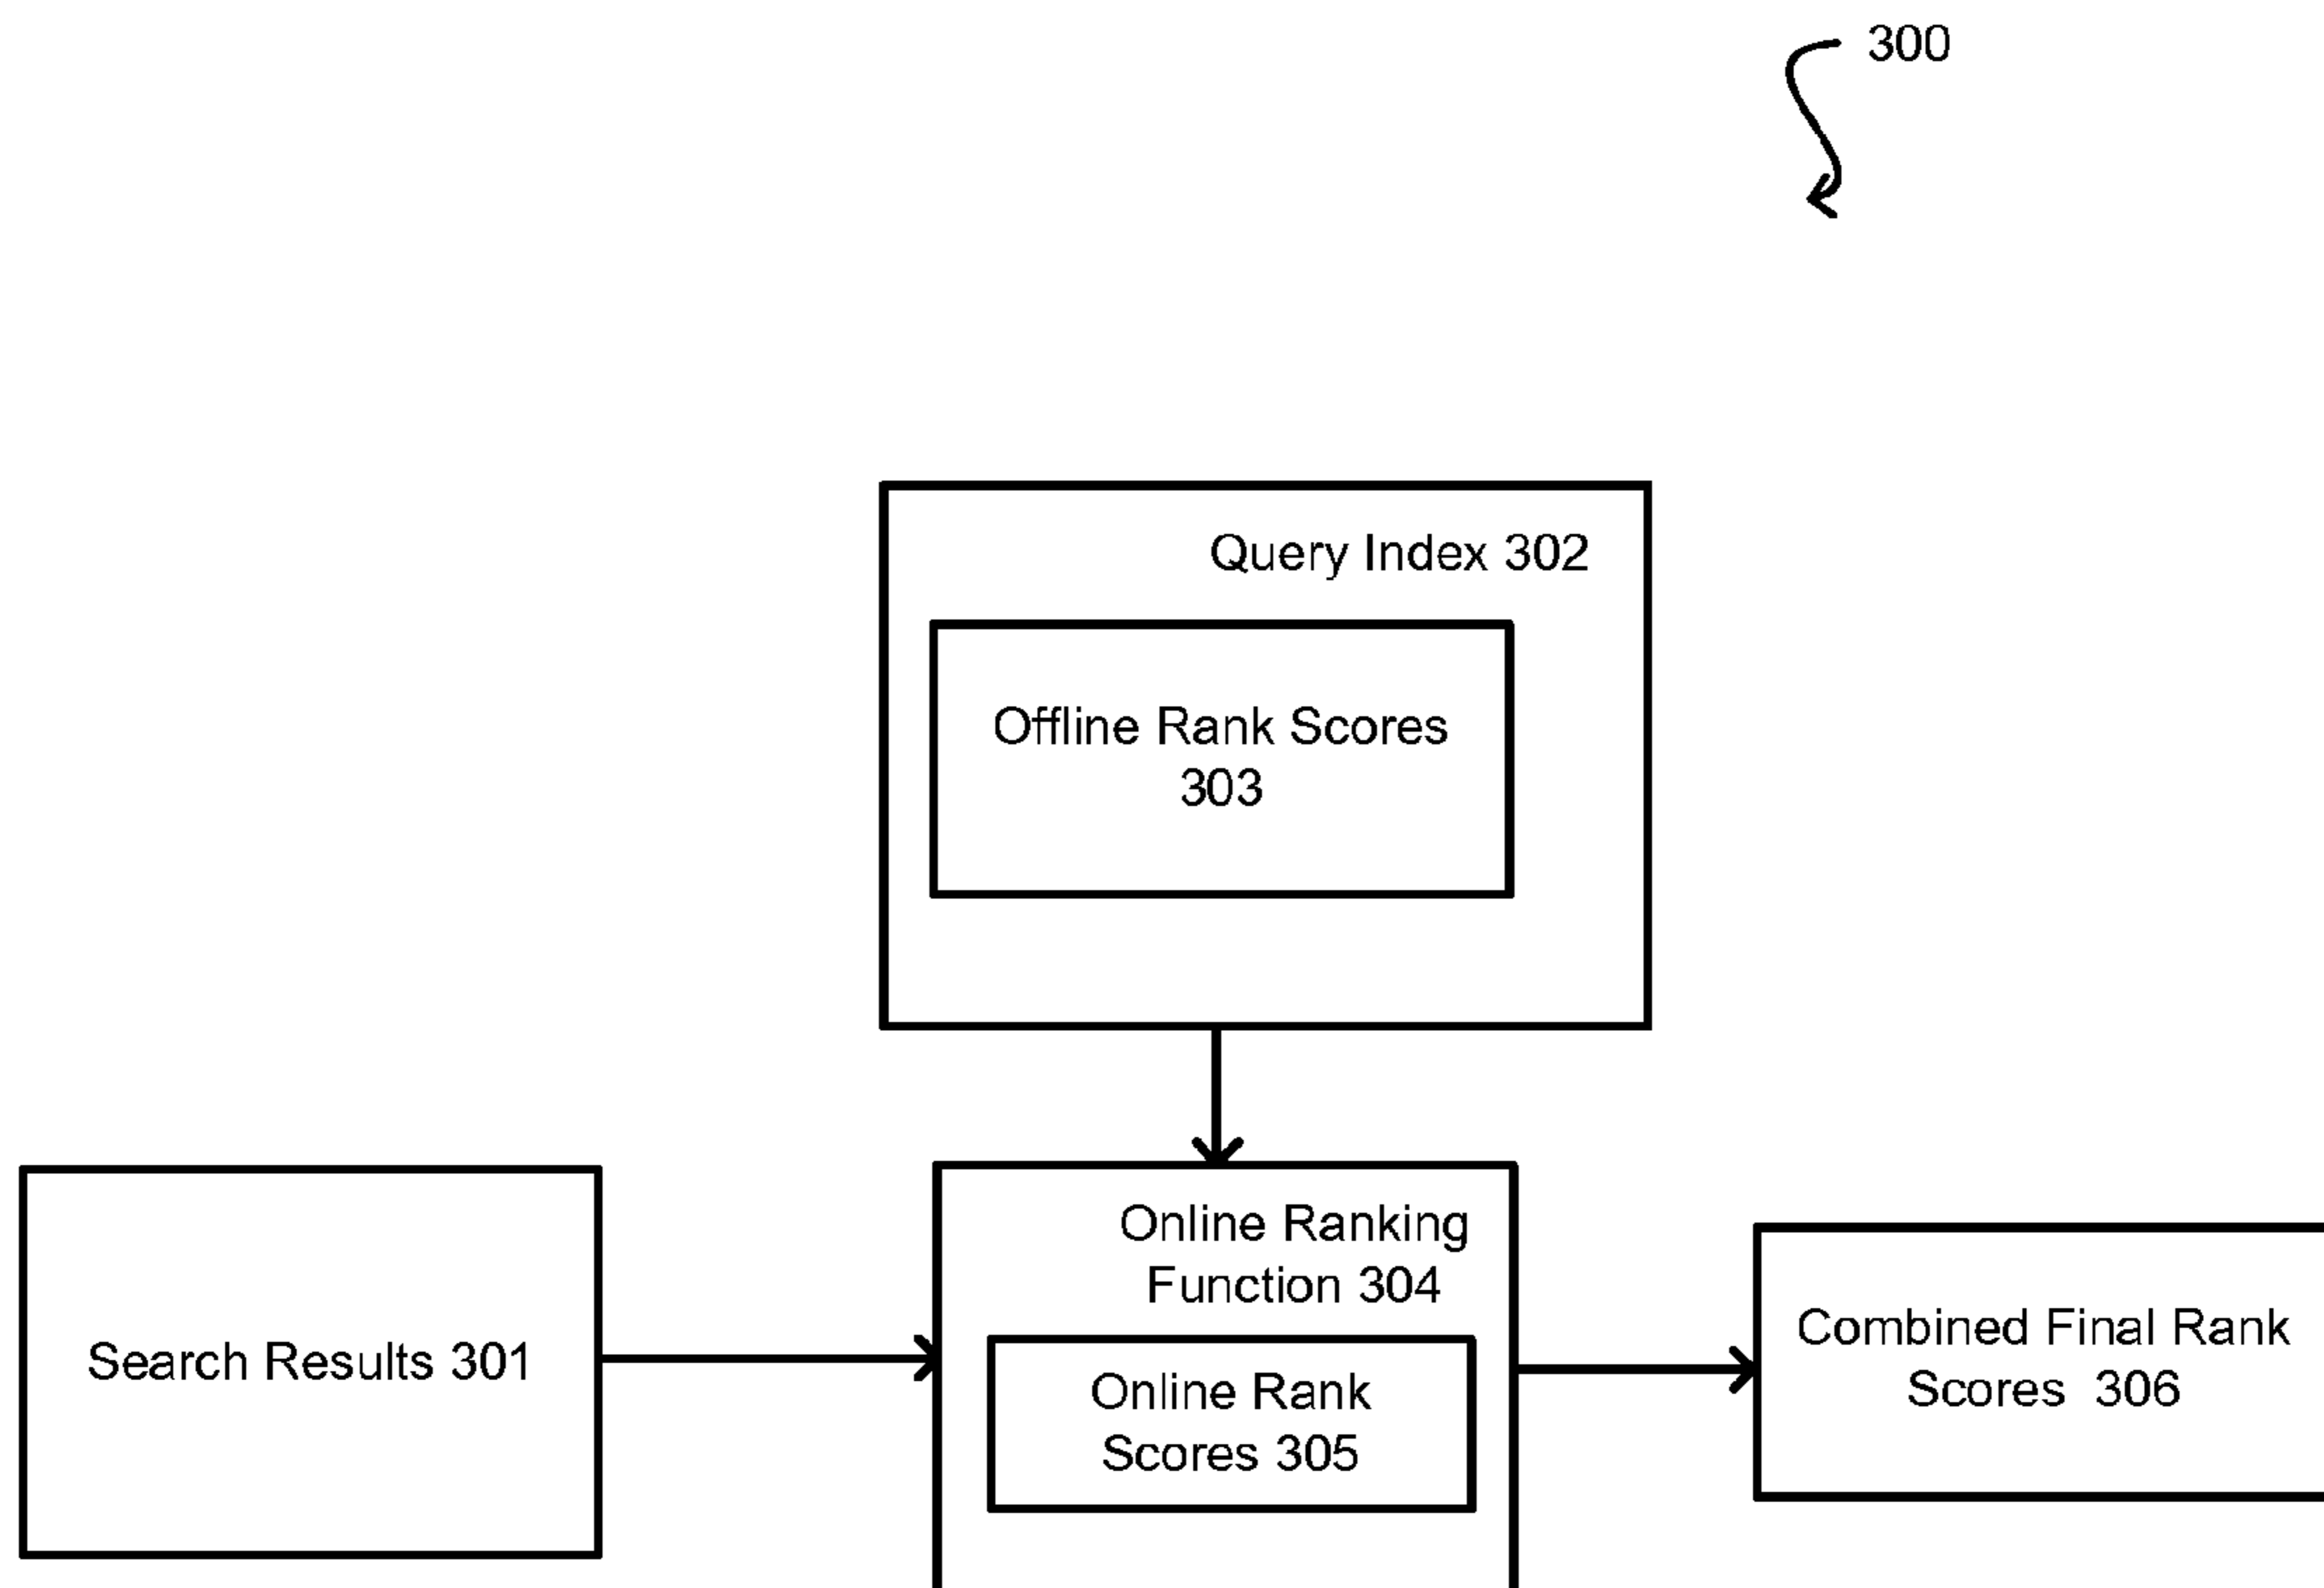 300
Query Index 302
Offline Rank Scores
303
Online Ranking
Function 304
Search Results 301
Online Rank
Scores 305
Combined Final Rank
Scores 306